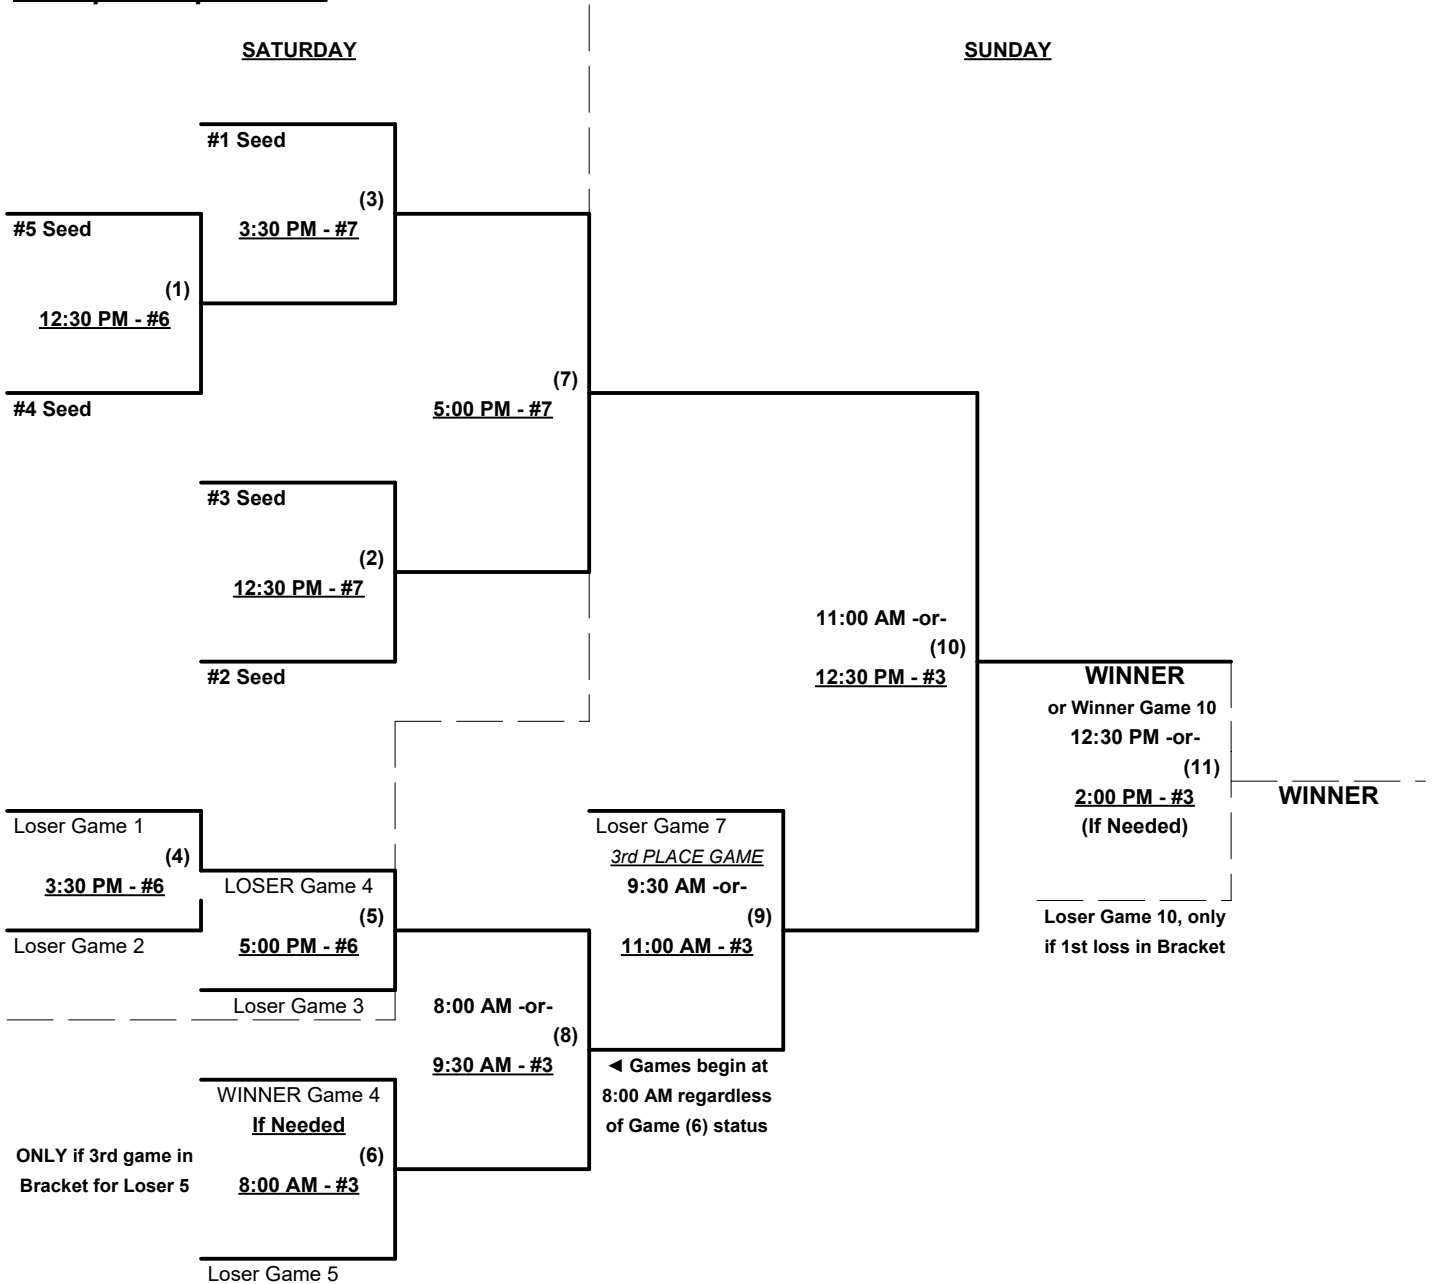 SATURDAY
SUNDAY
#1 Seed
(3)
3:30 PM - #7
#5 Seed
(1)
12:30 PM - #6
#4 Seed
(7)
5:00 PM - #7
#3 Seed
(2)
12:30 PM - #7
#2 Seed
11:00 AM -or-
(10)
12:30 PM - #3
WINNER
or Winner Game 10
12:30 PM -or-
(11)
2:00 PM - #3
(If Needed)
WINNER
Loser Game 10, only
if 1st loss in Bracket
Loser Game 1
(4)
3:30 PM - #6
Loser Game 2
LOSER Game 4
(5)
5:00 PM - #6
Loser Game 3
Loser Game 7
3rd PLACE GAME
9:30 AM -or-
(9)
11:00 AM - #3
8:00 AM -or-
(8)
9:30 AM - #3
◄ Games begin at
8:00 AM regardless
of Game (6) status
WINNER Game 4
If Needed
(6)
8:00 AM - #3
ONLY if 3rd game in
Bracket for Loser 5
Loser Game 5